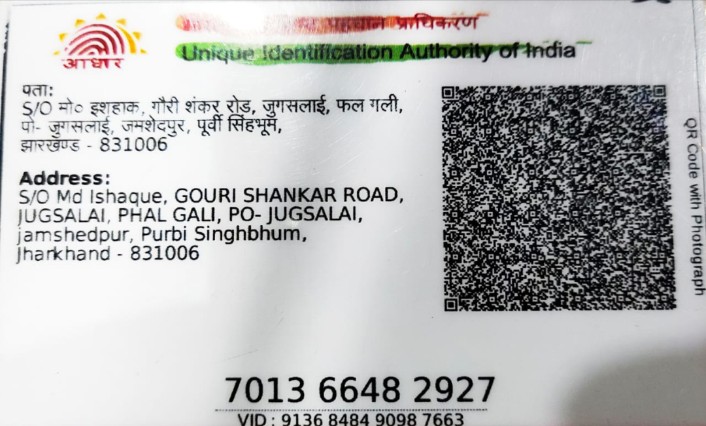 पहचान प्राधिकरण
आधार
Unique Identification Authority of India
पता:
S/O मो० इशहाक, गौरी शंकर रोड, जुगसलाई, फल गली,
पो- जुगसलाई, जमशेदपुर, पूर्वी सिंहभूम,
झारखण्ड - 831006
Address:
S/O Md Ishaque, GOURI SHANKAR ROAD,
JUGSALAI, PHAL GALI, PO- JUGSALAI,
Jamshedpur, Purbi Singhbhum,
Jharkhand - 831006
QR Code with Photograph
7013 6648 2927
VID : 9136 8484 9098 7663